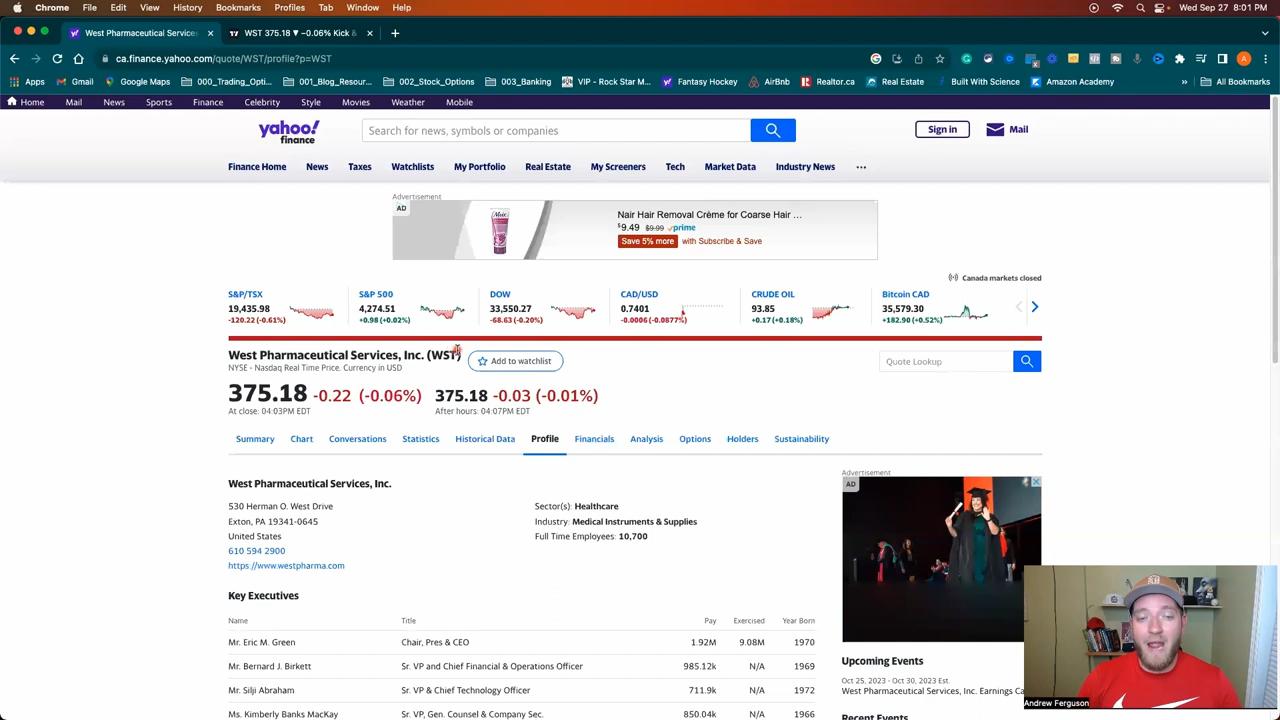 Chrome File Edit View History Bookmarks Profiles Tab Window Help
Wed Sep 27 8:01 PM
West Pharmaceutical Services
WST 375.18 ▼ −0.06% Kick &
ca.finance.yahoo.com/quote/WST/profile?p=WST
Apps Gmail Google Maps 000_Trading_Opti... 002_Stock_Options 003_Banking VIP - Rock Star M... Fantasy Hockey AirBnb Realtor.ca Real Estate Built With Science Amazon Academy » All Bookmarks
Home Mail News Sports Finance Celebrity Style Movies Weather Mobile
yahoo!
finance
Search for news, symbols or companies
Sign in
Mail
Finance Home News Taxes Watchlists My Portfolio Real Estate My Screeners Tech Market Data Industry News ...
Advertisement
AD
Nair
Nair Hair Removal Crème for Coarse Hair ...
$9.49 $9.99 prime
Save 5% more with Subscribe & Save
Canada markets closed
S&P/TSX S&P 500 DOW CAD/USD CRUDE OIL Bitcoin CAD
19,435.98 4,274.51 33,550.27 0.7401 93.85 35,579.30
-120.22 (-0.61%) +0.98 (+0.02%) -68.63 (-0.20%) -0.0006 (-0.0877%) +0.17 (+0.18%) +182.90 (+0.52%)
West Pharmaceutical Services, Inc. (WST)
Add to watchlist
Quote Lookup
NYSE - Nasdaq Real Time Price. Currency in USD
375.18 -0.22 (-0.06%) 375.18 -0.03 (-0.01%)
At close: 04:03PM EDT After hours: 04:07PM EDT
Summary Chart Conversations Statistics Historical Data Profile Financials Analysis Options Holders Sustainability
Advertisement
AD
West Pharmaceutical Services, Inc.
530 Herman O. West Drive
Exton, PA 19341-0645
United States
610 594 2900
https://www.westpharma.com
Sector(s): Healthcare
Industry: Medical Instruments & Supplies
Full Time Employees: 10,700
Key Executives
Name Title Pay Exercised Year Born
Mr. Eric M. Green Chair, Pres & CEO 1.92M 9.08M 1970
Mr. Bernard J. Birkett Sr. VP and Chief Financial & Operations Officer 985.12k N/A 1969
Mr. Silji Abraham Sr. VP & Chief Technology Officer 711.9k N/A 1972
Ms. Kimberly Banks MacKay Sr. VP, Gen. Counsel & Company Sec. 850.04k N/A 1966
Upcoming Events
Oct 25, 2023 - Oct 30, 2023 Est.
West Pharmaceutical Services, Inc. Earnings Ca
Recent Events
Andrew Ferguson